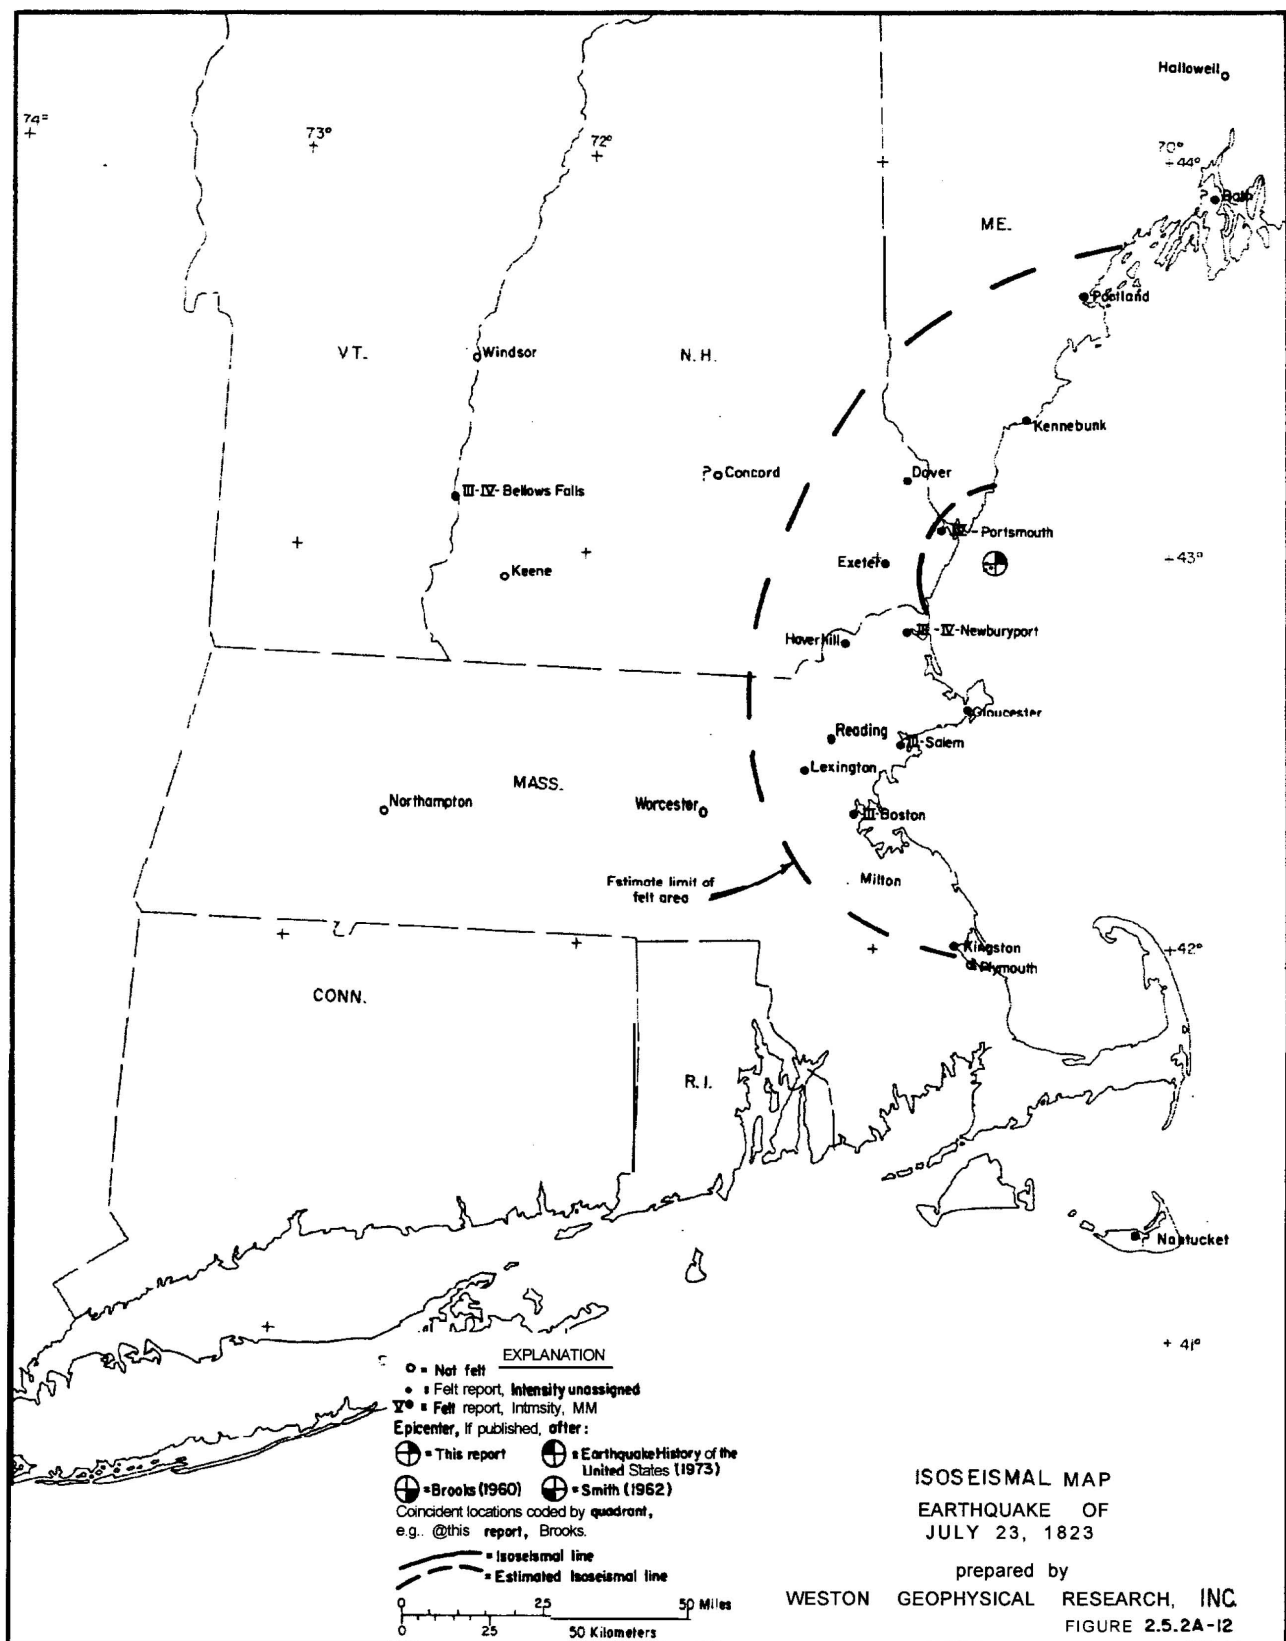 Hallowell
74°
73°
72°
70°
44°
? Bath
ME.
Portland
VT.
Windsor
N.H.
Kennebunk
? Concord
Dover
III-IV-Bellows Falls
IV-Portsmouth
Exeter
43°
Keene
Haverhill
III-IV-Newburyport
Gloucester
Reading
III-Salem
Lexington
MASS.
Northampton
Worcester
III-Boston
Estimate limit of
felt area
Milton
Kingston
42°
Plymouth
CONN.
R.I.
? Nantucket
41°
EXPLANATION
= Not felt
= Felt report, Intensity unassigned
V = Felt report, Intmsity, MM
Epicenter, If published, after:
= This report
= Earthquake History of the
United States (1973)
= Brooks (1960)
= Smith (1962)
Coincident locations coded by quadrant,
e.g.. @this report, Brooks.
= Isoseismal line
= Estimated Isoseismal line
0 25 50 Miles
0 25 50 Kilometers
ISOSEISMAL MAP
EARTHQUAKE OF
JULY 23, 1823
prepared by
WESTON GEOPHYSICAL RESEARCH, INC.
FIGURE 2.5.2A-12